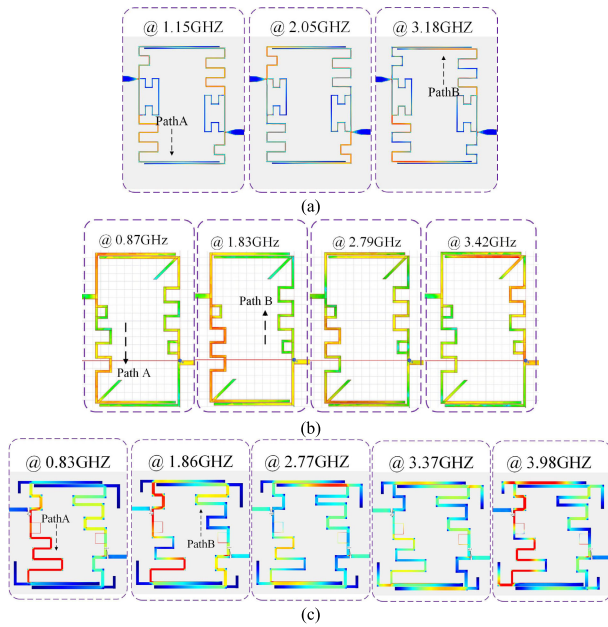 @ 1.15GHZ @ 2.05GHZ @ 3.18GHZ
PathB
PathA
(a)
@ 0.87GHz @ 1.83GHz @ 2.79GHz @ 3.42GHz
Path B
Path A
(b)
@ 0.83GHZ @ 1.86GHZ @ 2.77GHZ @ 3.37GHZ @ 3.98GHZ
PathA
PathB
(c)